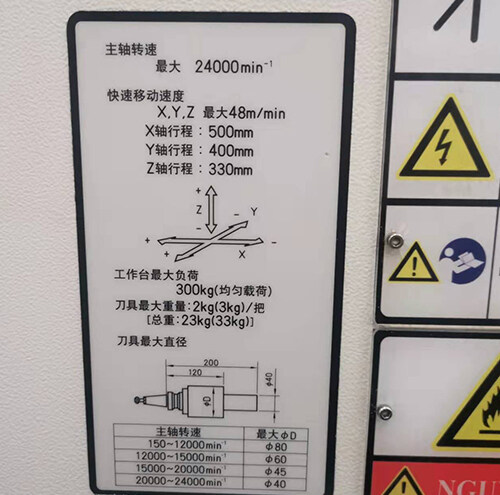 主轴转速
最大 24000min⁻¹
快速移动速度
X,Y,Z 最大48m/min
X轴行程：500mm
Y轴行程：400mm
Z轴行程：330mm
+
Z
-
Y
-
+
-
+
X
工作台最大负荷
300kg(均匀载荷)
刀具最大重量：2kg(3kg)/把
[总重：23kg(33kg)]
刀具最大直径
200
120
φD
φ40
主轴转速 最大φD
150~12000min⁻¹ φ80
12000~15000min⁻¹ φ60
15000~20000min⁻¹ φ45
20000~24000min⁻¹ φ40
NGU